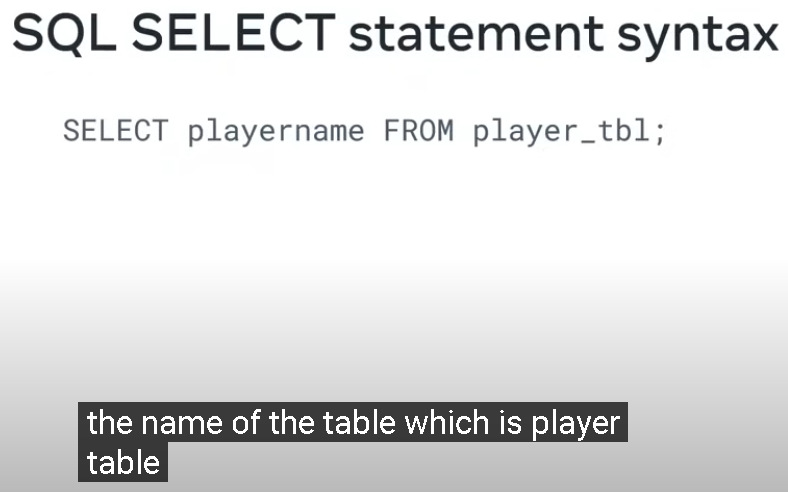 SQL SELECT statement syntax
SELECT playername FROM player_tbl;
the name of the table which is player
table